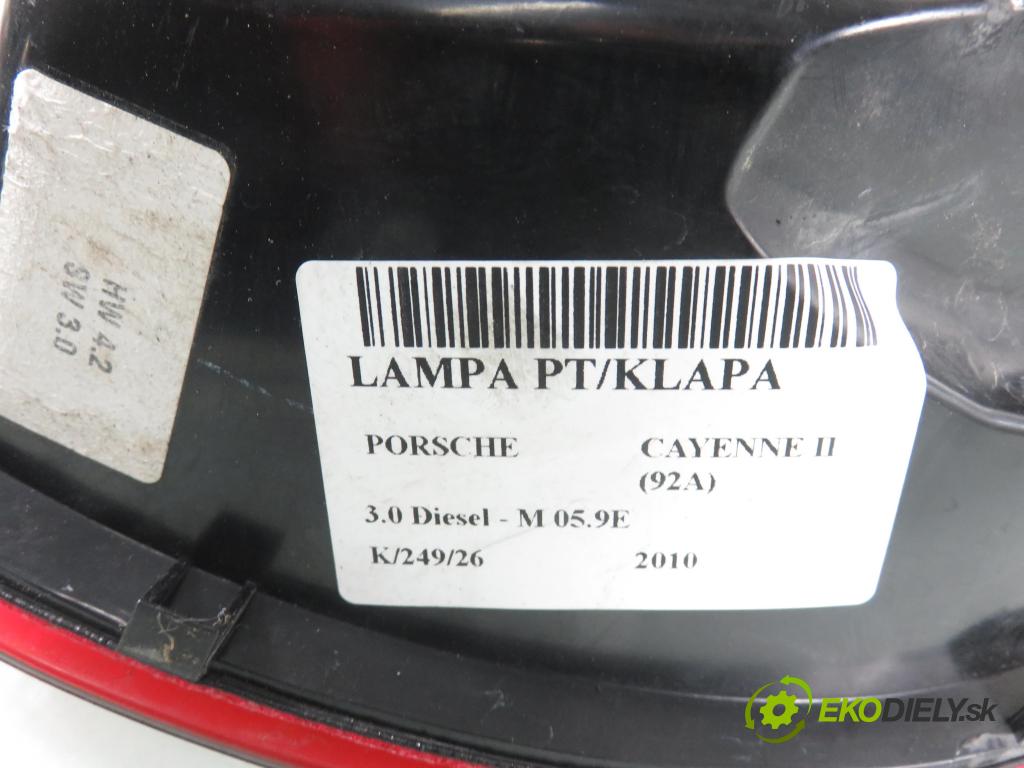 HW 4.2
SW 3.0
LAMPA PT/KLAPA
PORSCHE CAYENNE II
(92A)
3.0 Diesel - M 05.9E
K/249/26 2010
EKODIELY.sk